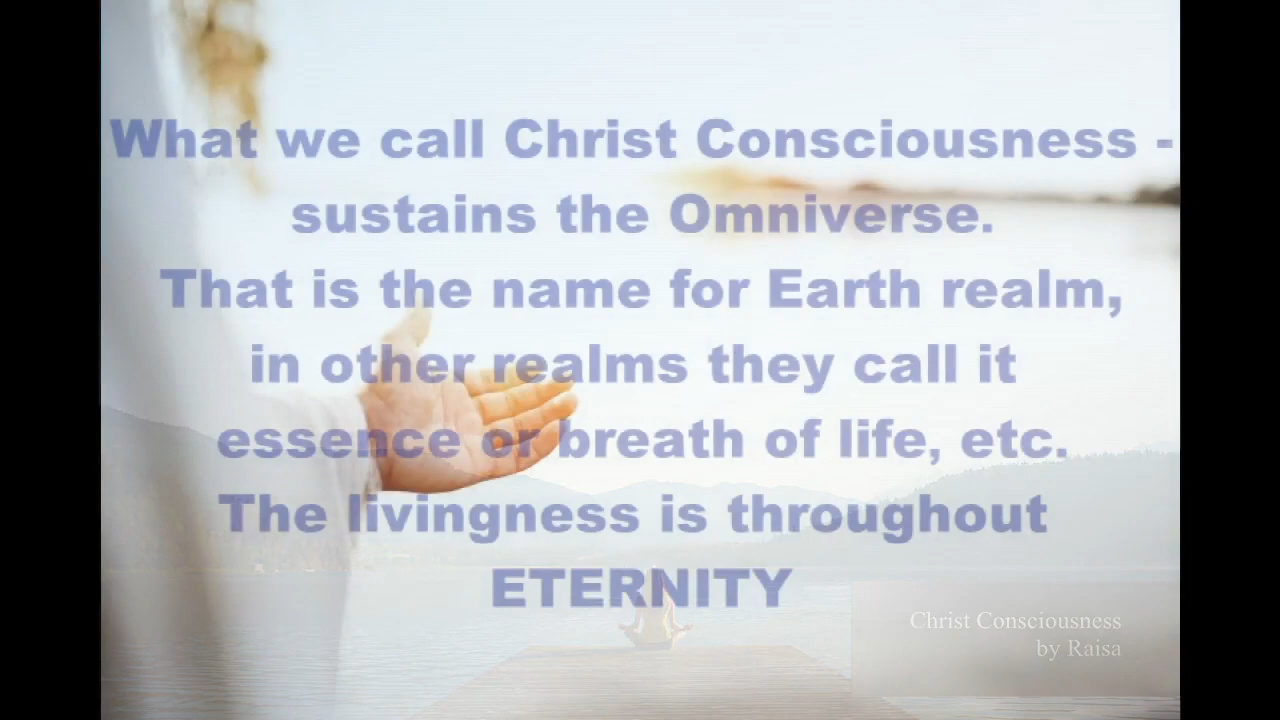 What we call Christ Consciousness -
sustains the Omniverse.
That is the name for Earth realm,
in other realms they call it
essence or breath of life, etc.
The livingness is throughout
ETERNITY
Christ Consciousness
by Raisa